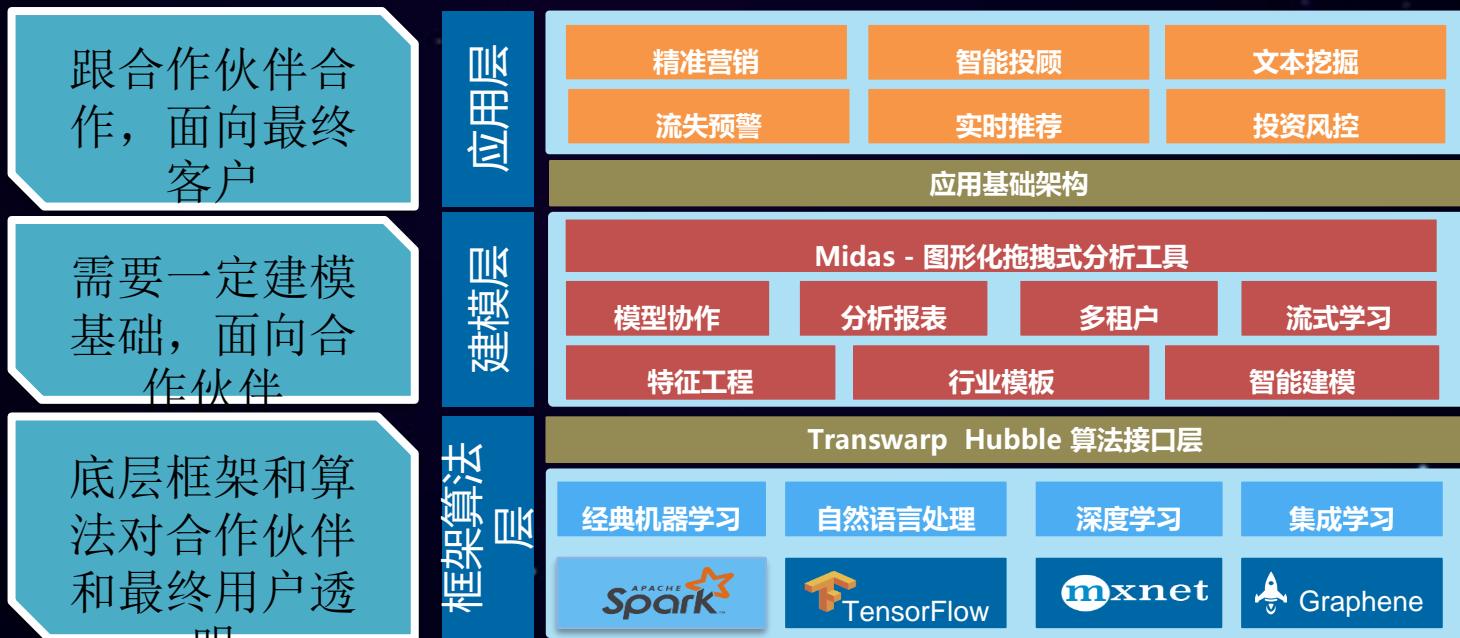 跟合作伙伴合
作，面向最终
客户
应用层
精准营销
智能投顾
文本挖掘
流失预警
实时推荐
投资风控
应用基础架构
需要一定建模
基础，面向合
作伙伴
建模层
Midas - 图形化拖拽式分析工具
模型协作
分析报表
多租户
流式学习
特征工程
行业模板
智能建模
底层框架和算
法对合作伙伴
和最终用户透
明
框架算法
层
Transwarp Hubble 算法接口层
经典机器学习
自然语言处理
深度学习
集成学习
APACHE
Spark
TensorFlow
mxnet
Graphene